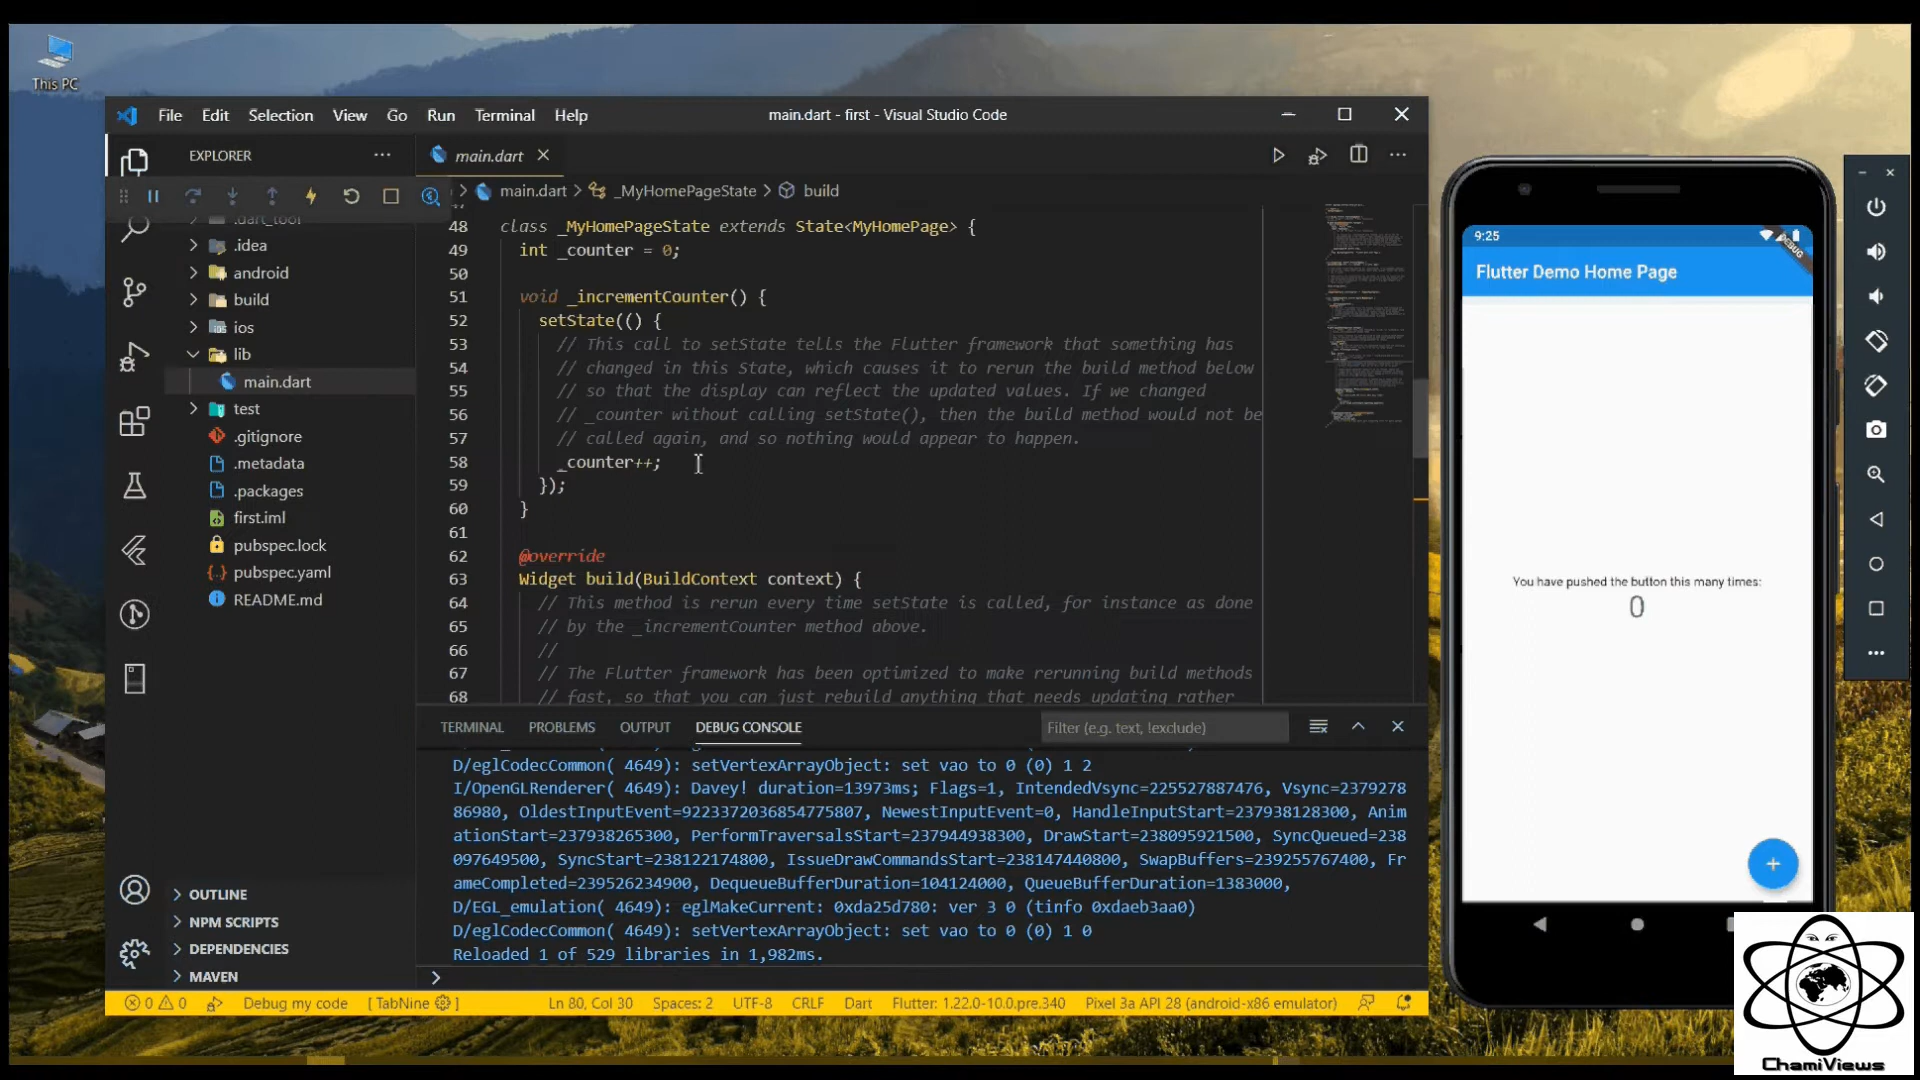 This PC
File Edit Selection View Go Run Terminal Help
main.dart - first - Visual Studio Code
EXPLORER
main.dart
main.dart > _MyHomePageState > build
.dart_tool
.idea
android
build
ios
lib
main.dart
test
.gitignore
.metadata
.packages
first.iml
pubspec.lock
pubspec.yaml
README.md
OUTLINE
NPM SCRIPTS
DEPENDENCIES
MAVEN
48 class _MyHomePageState extends State<MyHomePage> {
49 int _counter = 0;
50
51 void _incrementCounter() {
52 setState(() {
53 // This call to setState tells the Flutter framework that something has
54 // changed in this State, which causes it to rerun the build method below
55 // so that the display can reflect the updated values. If we changed
56 // _counter without calling setState(), then the build method would not be
57 // called again, and so nothing would appear to happen.
58 _counter++;
59 });
60 }
61
62 @override
63 Widget build(BuildContext context) {
64 // This method is rerun every time setState is called, for instance as done
65 // by the _incrementCounter method above.
66 //
67 // The Flutter framework has been optimized to make rerunning build methods
68 // fast, so that you can just rebuild anything that needs updating rather
TERMINAL PROBLEMS OUTPUT DEBUG CONSOLE
Filter (e.g. text, !exclude)
D/eglCodecCommon( 4649): setVertexArrayObject: set vao to 0 (0) 1 2
I/OpenGLRenderer( 4649): Davey! duration=13973ms; Flags=1, IntendedVsync=225527887476, Vsync=2379278
86980, OldestInputEvent=9223372036854775807, NewestInputEvent=0, HandleInputStart=237938128300, Anim
ationStart=237938265300, PerformTraversalsStart=237944938300, DrawStart=238095921500, SyncQueued=238
097649500, SyncStart=238122174800, IssueDrawCommandsStart=238147440800, SwapBuffers=239255767400, Fr
ameCompleted=239526234900, DequeueBufferDuration=104124000, QueueBufferDuration=1383000,
D/EGL_emulation( 4649): eglMakeCurrent: 0xda25d780: ver 3 0 (tinfo 0xdaeb3aa0)
D/eglCodecCommon( 4649): setVertexArrayObject: set vao to 0 (0) 1 0
Reloaded 1 of 529 libraries in 1,982ms.
0 0 Debug my code [ TabNine ] Ln 80, Col 30 Spaces: 2 UTF-8 CRLF Dart Flutter: 1.22.0-10.0.pre.340 Pixel 3a API 28 (android-x86 emulator)
9:25
DEBUG
Flutter Demo Home Page
You have pushed the button this many times:
0
ChamiViews